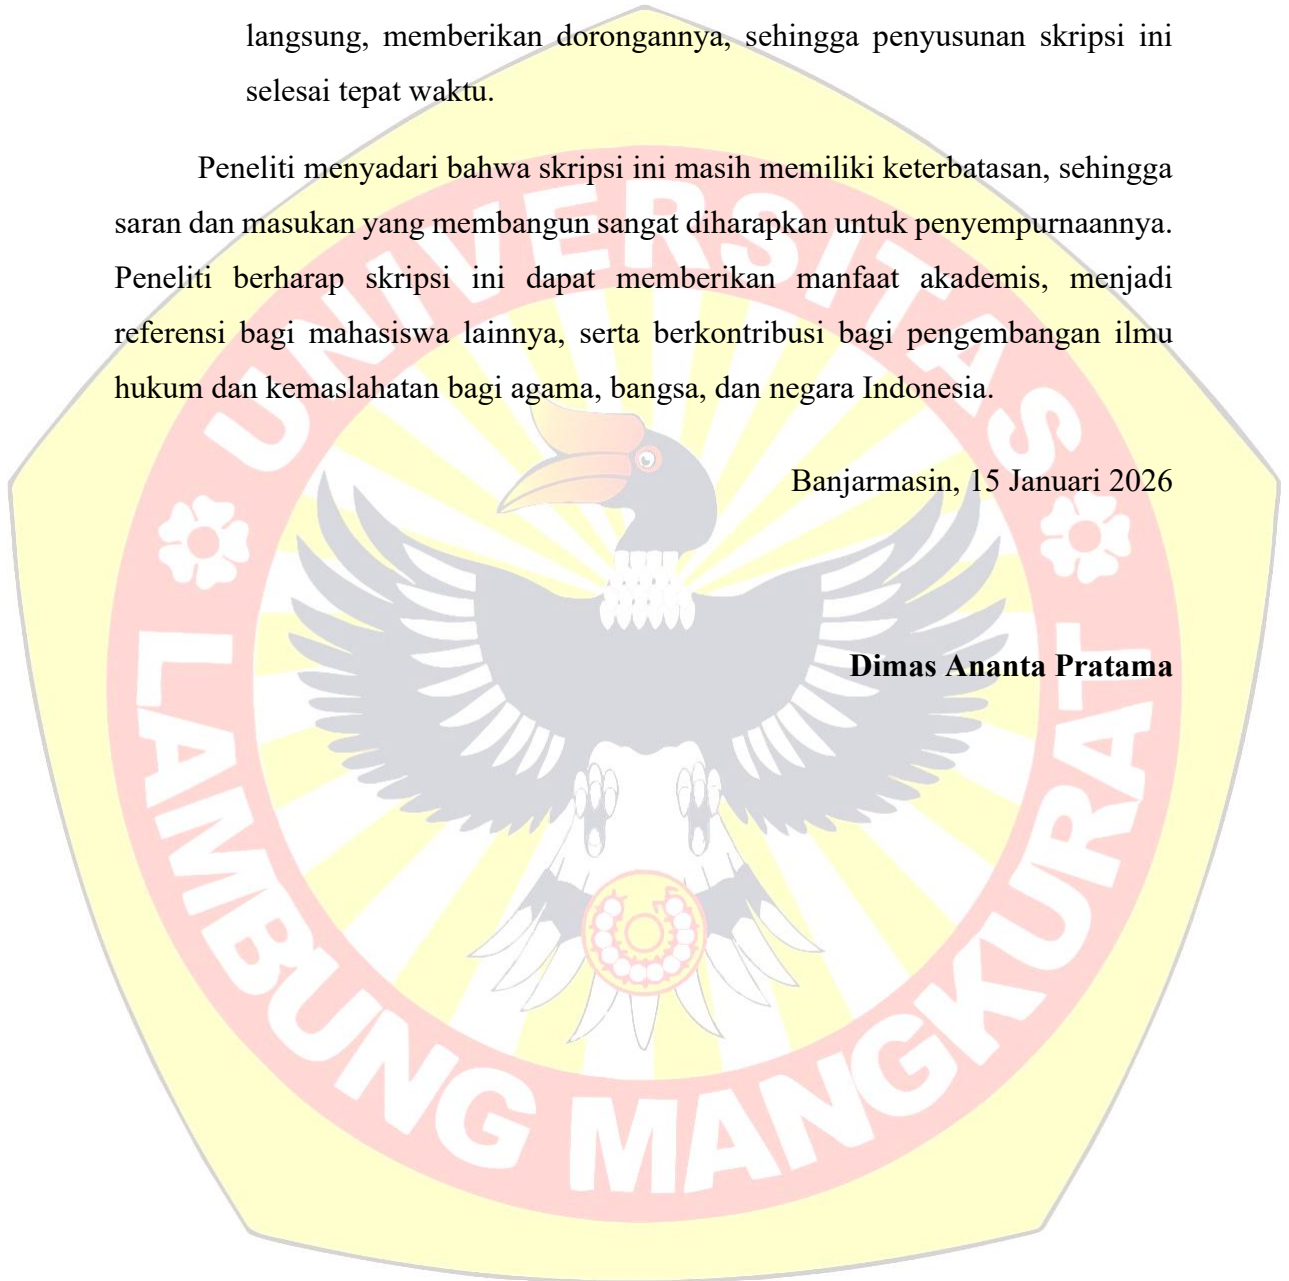 langsung, memberikan dorongannya, sehingga penyusunan skripsi ini
selesai tepat waktu.
Peneliti menyadari bahwa skripsi ini masih memiliki keterbatasan, sehingga
saran dan masukan yang membangun sangat diharapkan untuk penyempurnaannya.
Peneliti berharap skripsi ini dapat memberikan manfaat akademis, menjadi
referensi bagi mahasiswa lainnya, serta berkontribusi bagi pengembangan ilmu
hukum dan kemaslahatan bagi agama, bangsa, dan negara Indonesia.
Banjarmasin, 15 Januari 2026
Dimas Ananta Pratama
UNIVERSITAS
LAMBUNG MANGKURAT